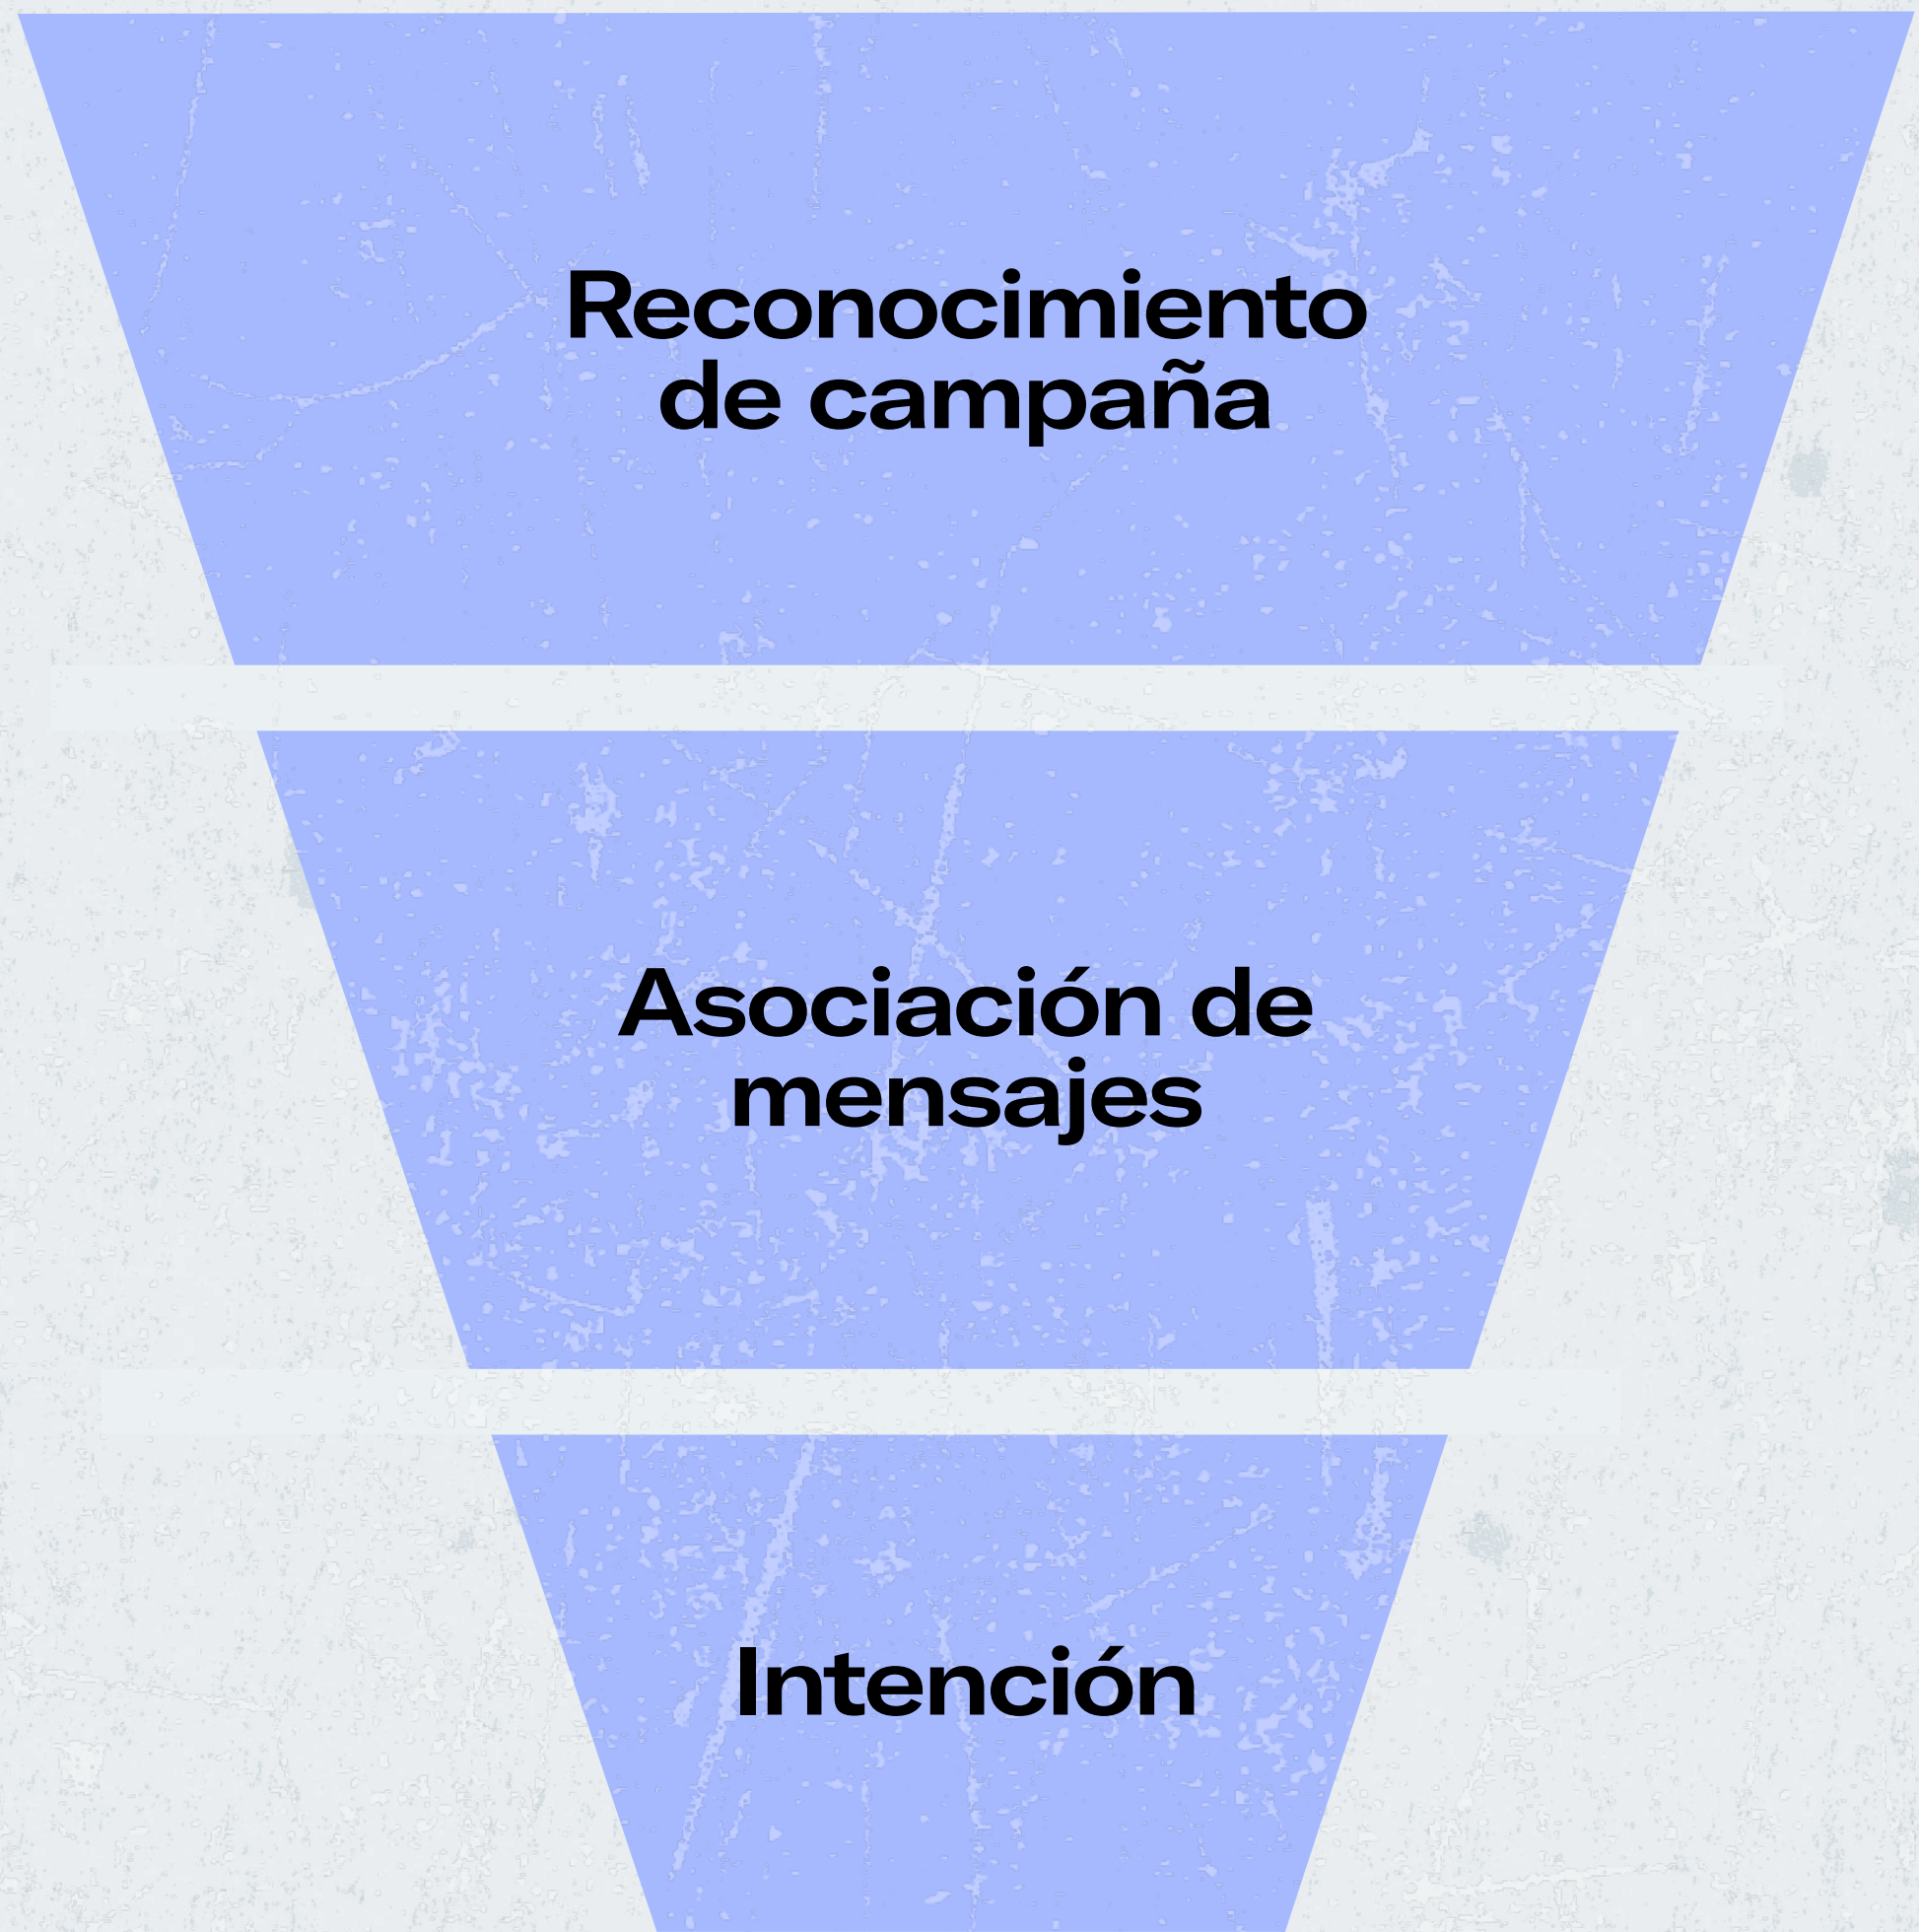 Reconocimiento
de campaña
Asociación de
mensajes
Intención